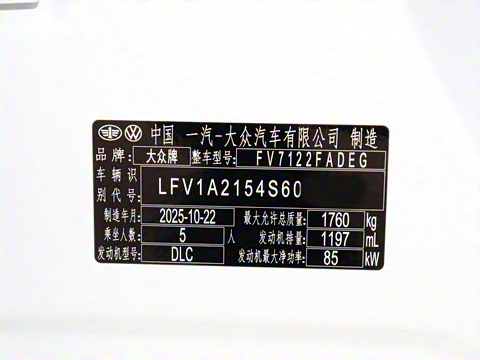 中国 一汽-大众汽车有限公司 制造
品牌: 大众牌 整车型号: FV7122FADEG
车辆识别代号: LFV1A2154S60
制造年月: 2025-10-22 最大允许总质量: 1760 kg
乘坐人数: 5 人 发动机排量: 1197 mL
发动机型号: DLC 发动机最大净功率: 85 kW